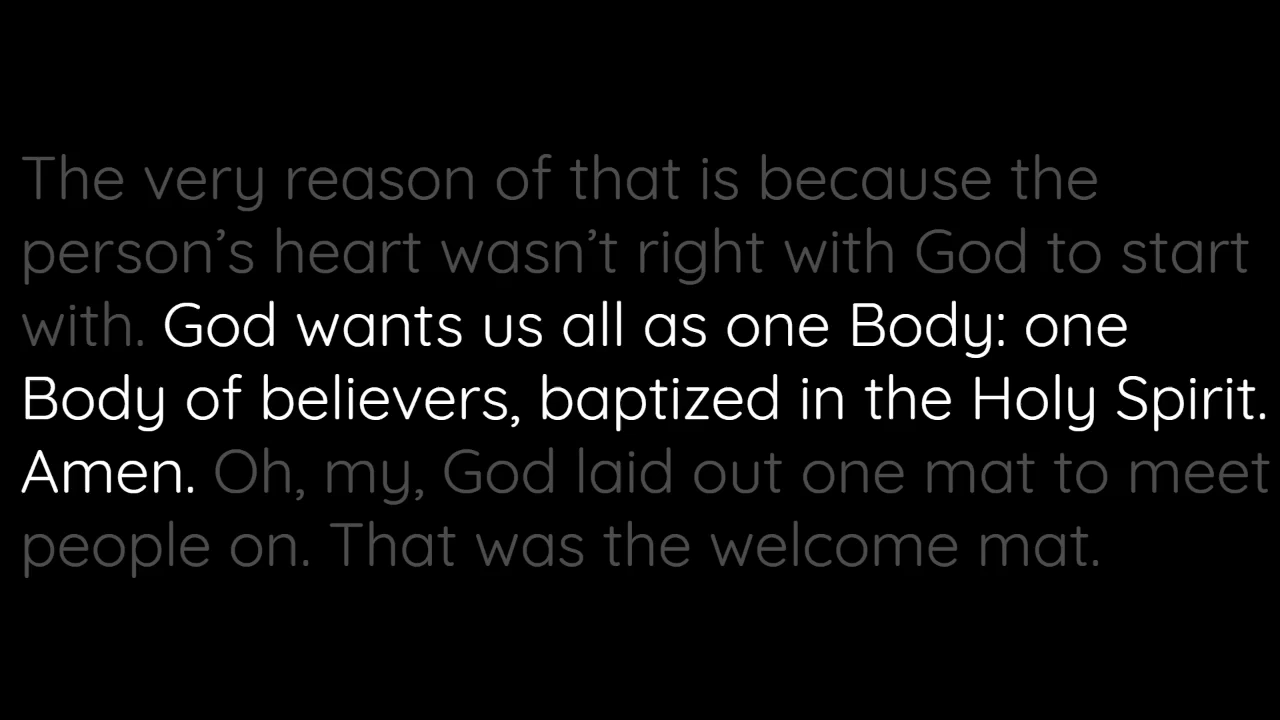 The very reason of that is because the
person’s heart wasn’t right with God to start
with. God wants us all as one Body: one
Body of believers, baptized in the Holy Spirit.
Amen. Oh, my, God laid out one mat to meet
people on. That was the welcome mat.